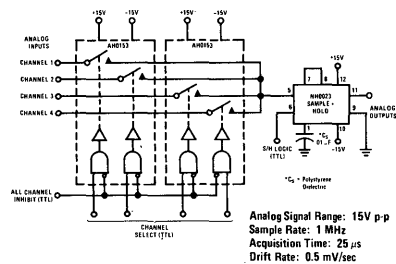 +15V -15V +15V -15V
ANALOG INPUTS
AH0153 AH0153
CHANNEL 1
CHANNEL 2
CHANNEL 3
CHANNEL 4
+15V
7 8 12
5 NH0023 11
SAMPLE + HOLD
6 9
ANALOG OUTPUTS
1 10
S/H LOGIC (TTL)
*Cs .01 μF
-15V
*Cs = Polystyrene Dielectric
ALL CHANNEL INHIBIT (TTL)
CHANNEL SELECT (TTL)
Analog Signal Range: 15V p-p
Sample Rate: 1 MHz
Acquisition Time: 25 μs
Drift Rate: 0.5 mV/sec